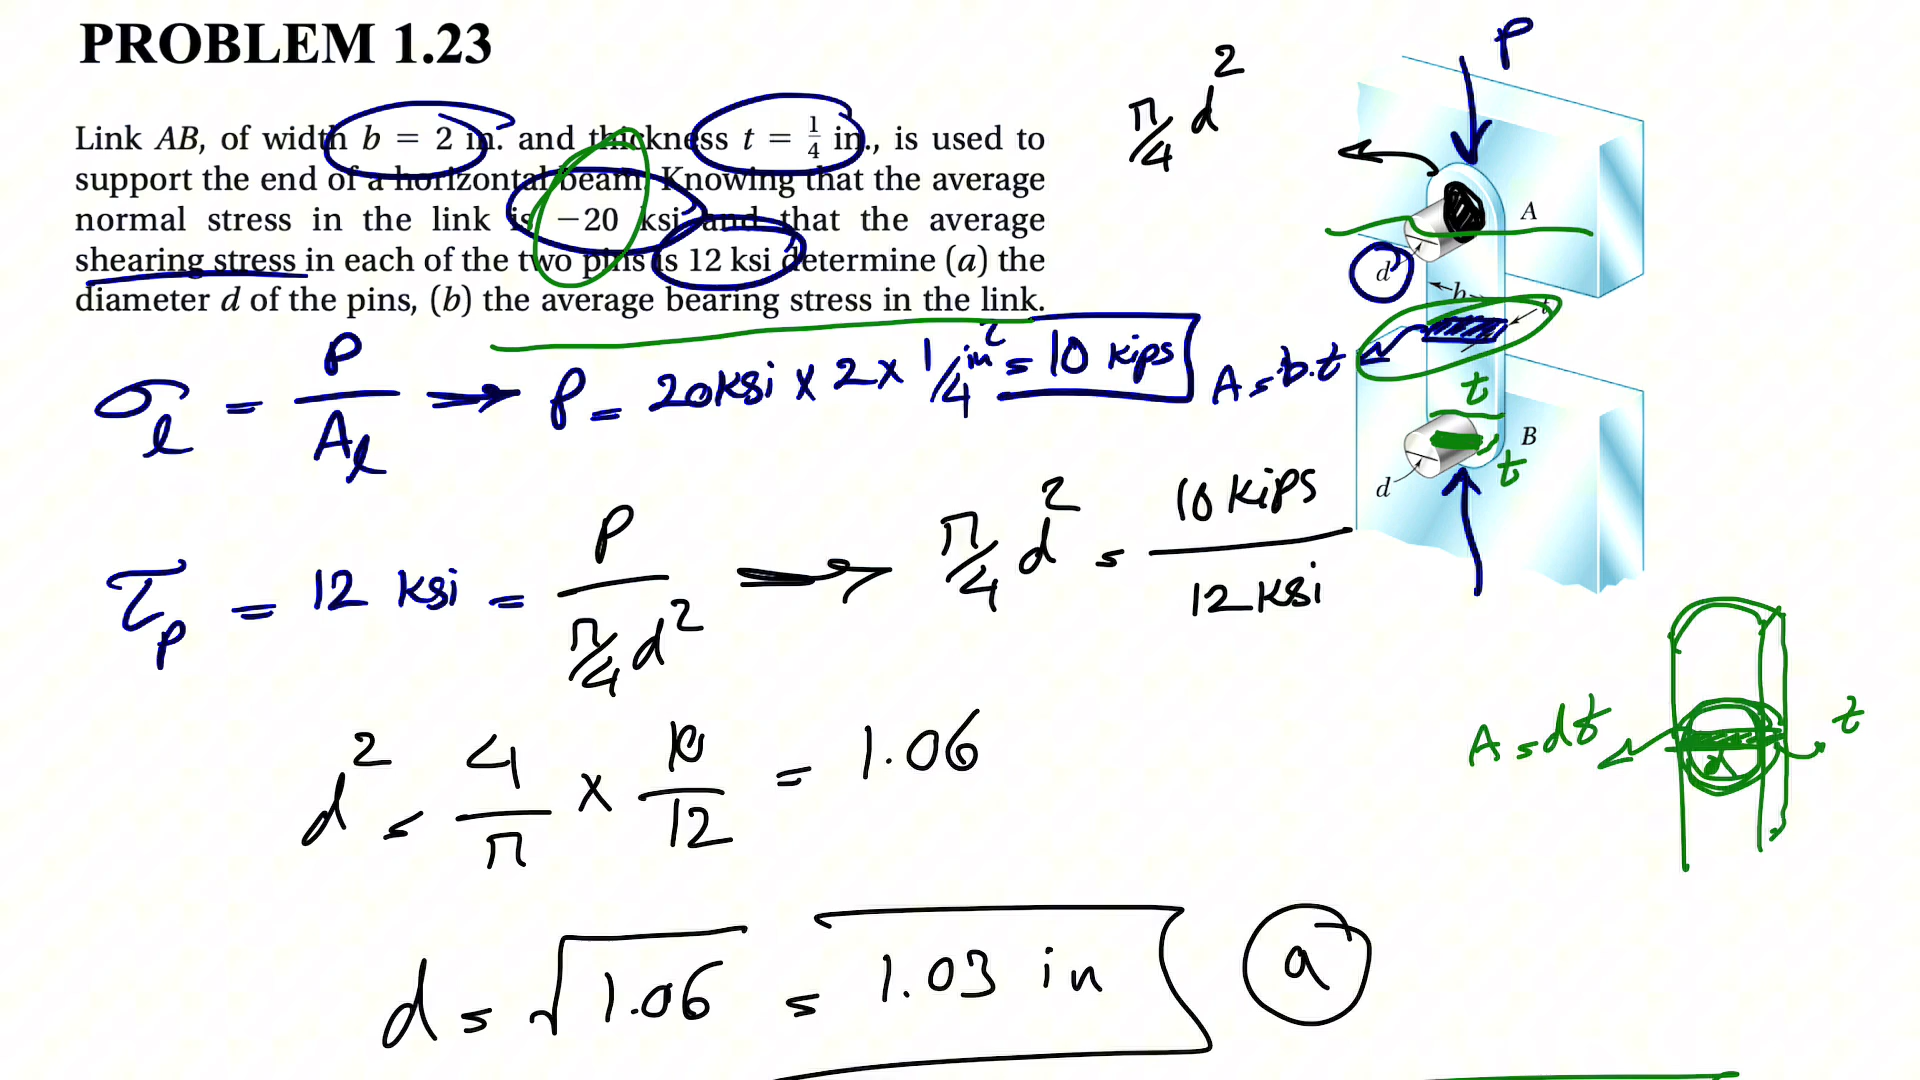 PROBLEM 1.23
Link AB, of width b = 2 in. and thickness t = 1/4 in., is used to
support the end of a horizontal beam. Knowing that the average
normal stress in the link is −20 ksi and that the average
shearing stress in each of the two pins is 12 ksi determine (a) the
diameter d of the pins, (b) the average bearing stress in the link.
π/4 d²
P
A
d
b
t
B
d
t
t
σ_l = P/A_l → P = 20ksi × 2 × 1/4 in² = 10 kips
A = b.t
τ_p = 12 ksi = P / (π/4 d²) → π/4 d² = 10 kips / 12 ksi
d² = 4/π × 10/12 = 1.06
A = dt
d
t
d = √1.06 = 1.03 in
a